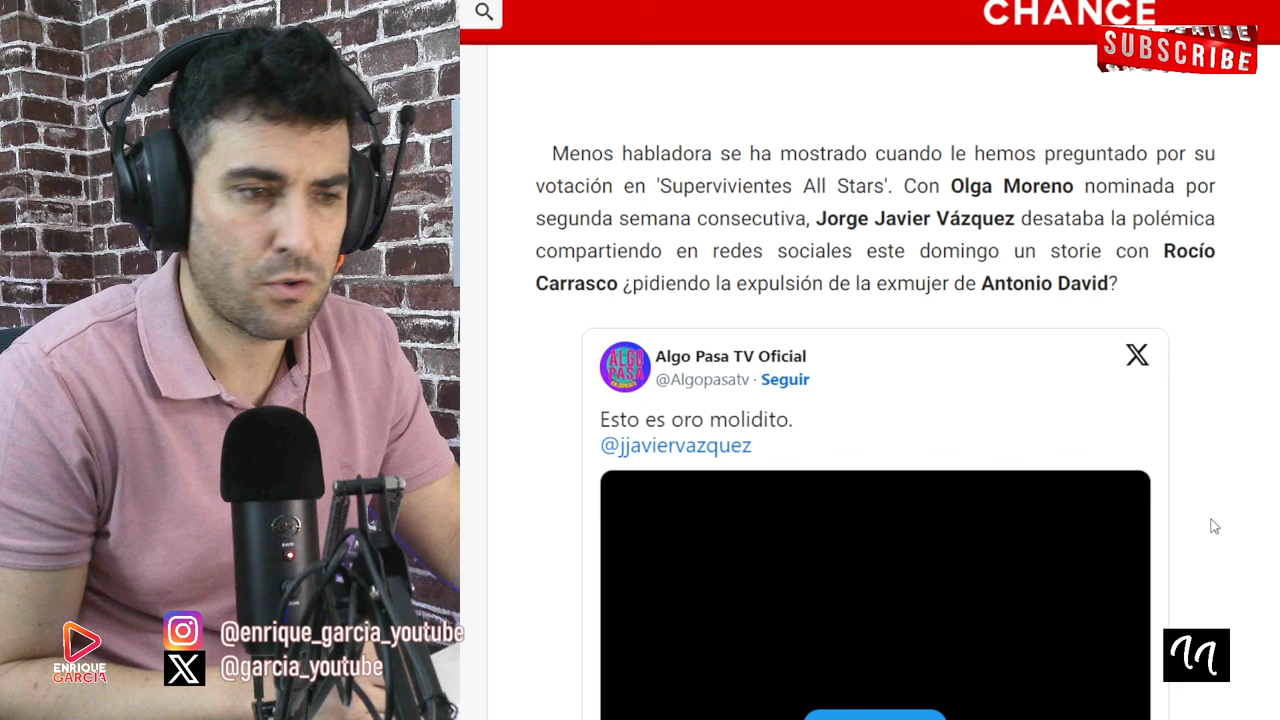 CHANCE
SUBSCRIBE
Menos habladora se ha mostrado cuando le hemos preguntado por su
votación en 'Supervivientes All Stars'. Con Olga Moreno nominada por
segunda semana consecutiva, Jorge Javier Vázquez desataba la polémica
compartiendo en redes sociales este domingo un storie con Rocío
Carrasco ¿pidiendo la expulsión de la exmujer de Antonio David?
ALGO
PASA
Algo Pasa TV Oficial
@Algopasatv · Seguir
Esto es oro molidito.
@jjaviervazquez
@enrique_garcia_youtube
@garcia_youtube
ENRIQUE
GARCIA